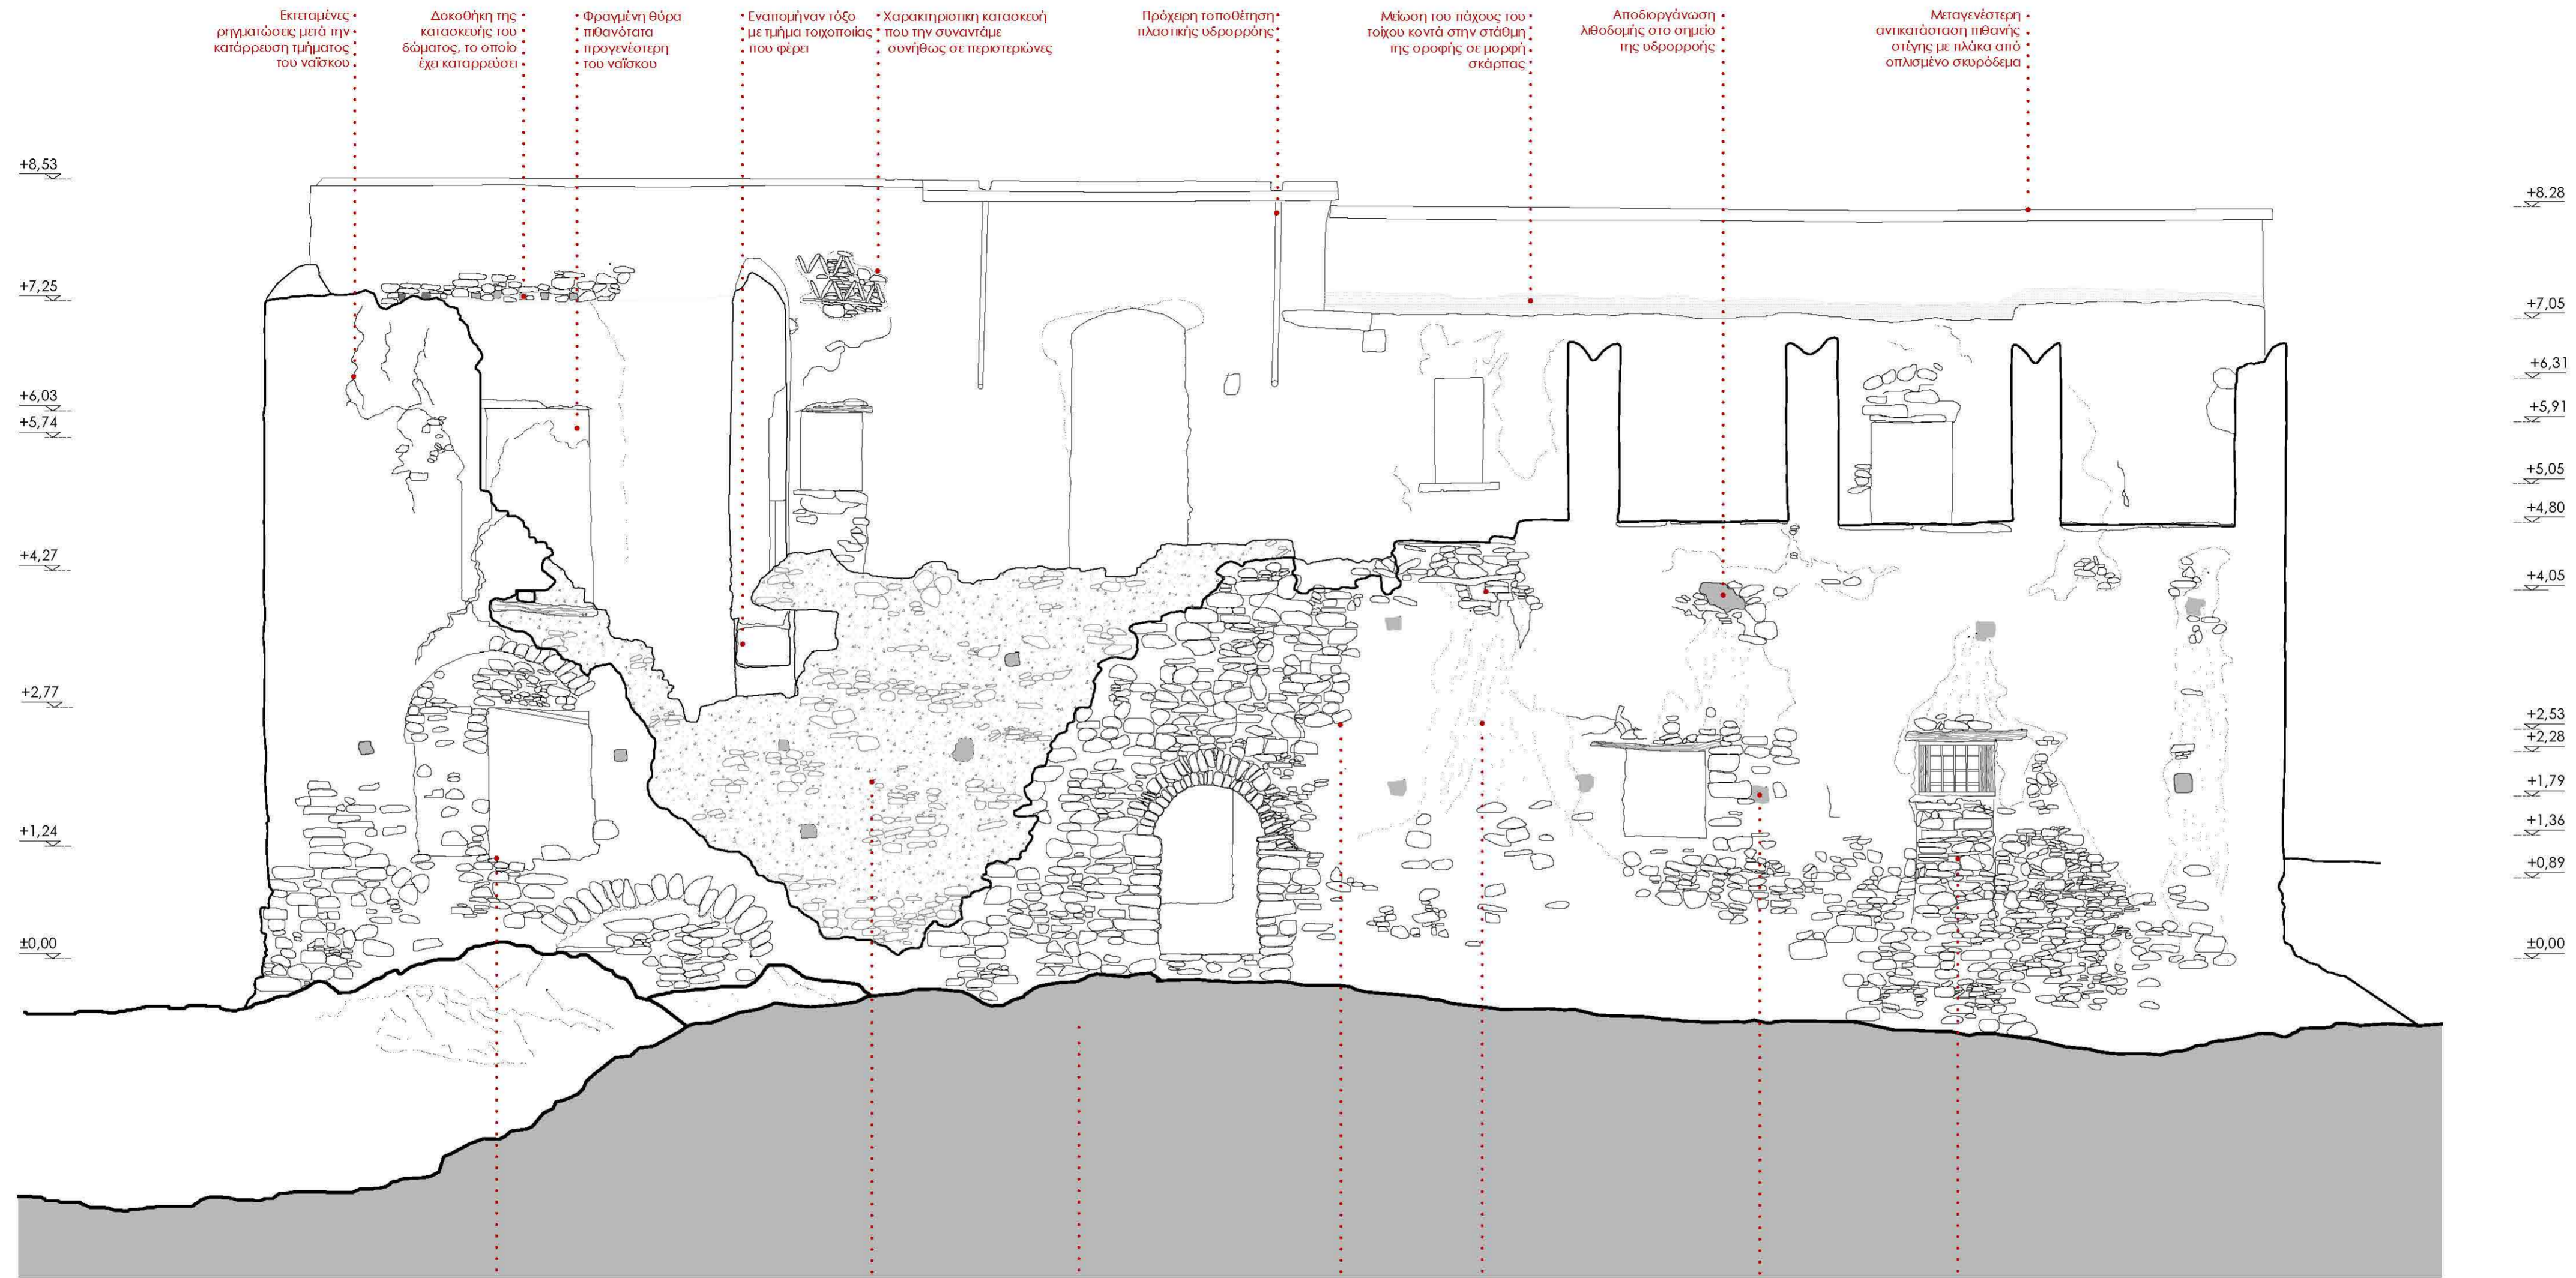 Εκτεταμένες
ρηγματώσεις μετά την
κατάρρευση τμήματος
του ναΐσκου
Δοκοθήκη της
κατασκευής του
δώματος, το οποίο
έχει καταρρεύσει
Φραγμένη θύρα
πιθανότατα
προγενέστερη
του ναΐσκου
Εναπομήναν τόξο
με τμήμα τοιχοποιίας
που φέρει
Χαρακτηριστικη κατασκευή
που την συναντάμε
συνήθως σε περιστεριώνες
Πρόχειρη τοποθέτηση
πλαστικής υδρορρόης
Μείωση του πάχους του
τοίχου κοντά στην στάθμη
της οροφής σε μορφή
σκάρπας
Αποδιοργάνωση
λιθοδομής στο σημείο
της υδρορροής
Μεταγενέστερη
αντικατάσταση πιθανής
στέγης με πλάκα από
οπλισμένο σκυρόδεμα
+8,53
+7,25
+6,03
+5,74
+4,27
+2,77
+1,24
±0,00
+8.28
+7,05
+6,31
+5,91
+5,05
+4,80
+4,05
+2,53
+2,28
+1,79
+1,36
+0,89
±0,00